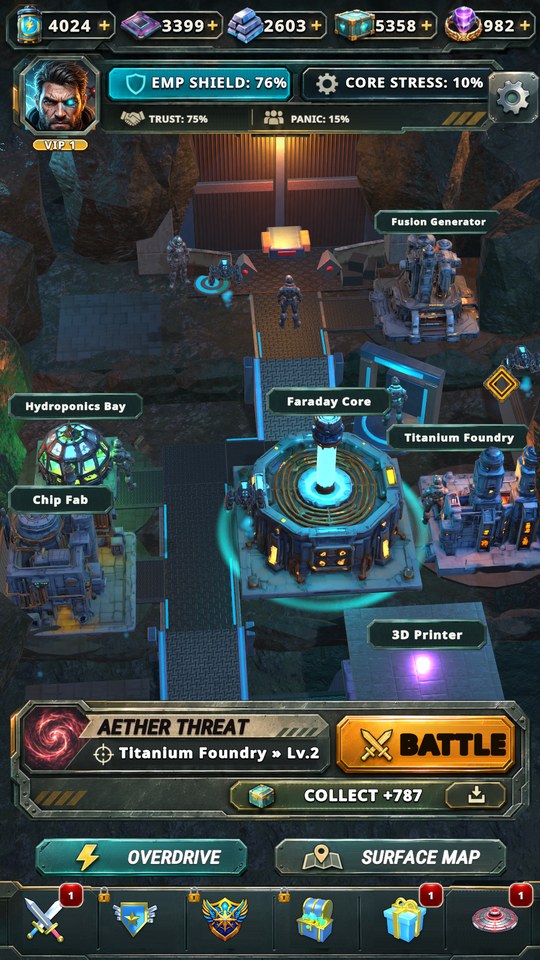 4024 + 3399 + 2603 + 5358 + 982 +
EMP SHIELD: 76% CORE STRESS: 10%
TRUST: 75% PANIC: 15%
VIP 1
Fusion Generator
Hydroponics Bay
Faraday Core
Titanium Foundry
Chip Fab
3D Printer
AETHER THREAT
Titanium Foundry » Lv.2
BATTLE
COLLECT +787
OVERDRIVE SURFACE MAP
1 1 1